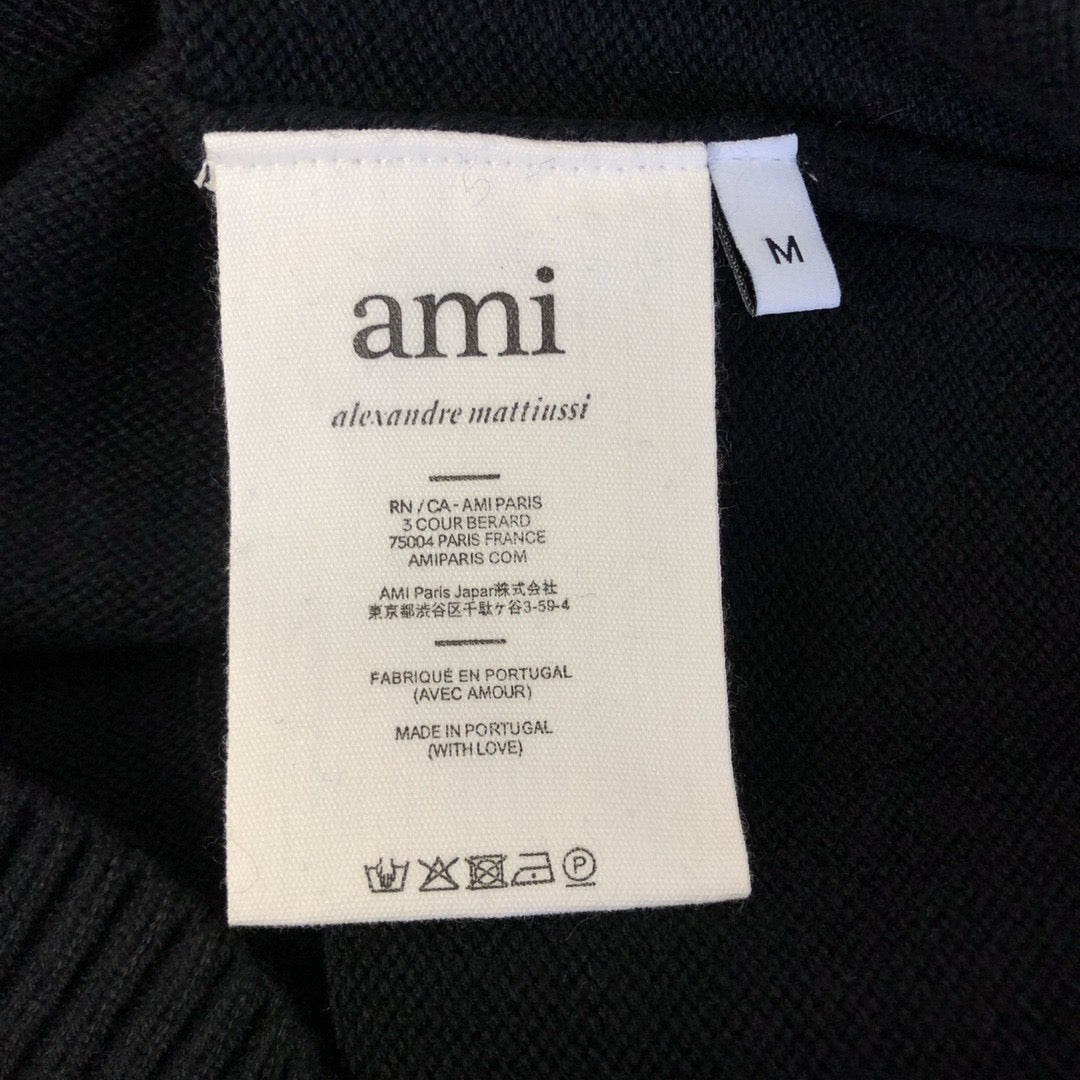 ami
alexandre mattiussi
RN / CA - AMI PARIS
3 COUR BERARD
75004 PARIS FRANCE
AMIPARIS COM
AMI Paris Japan株式会社
東京都渋谷区千駄ヶ谷3-59-4
FABRIQUÉ EN PORTUGAL
(AVEC AMOUR)
MADE IN PORTUGAL
(WITH LOVE)
P
M